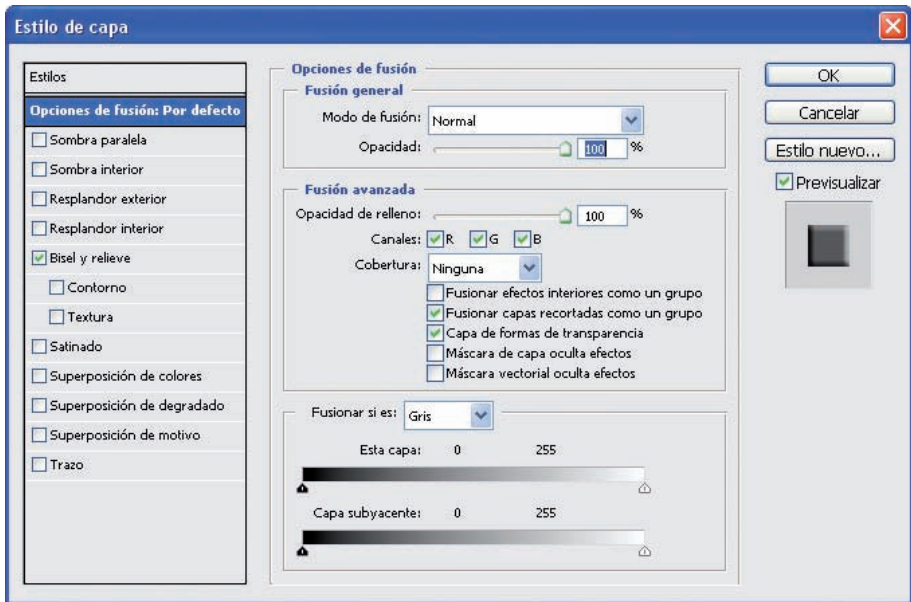 Estilo de capa
Estilos
Opciones de fusión: Por defecto
Sombra paralela
Sombra interior
Resplandor exterior
Resplandor interior
Bisel y relieve
Contorno
Textura
Satinado
Superposición de colores
Superposición de degradado
Superposición de motivo
Trazo
Opciones de fusión
Fusión general
Modo de fusión: Normal
Opacidad: 100 %
Fusión avanzada
Opacidad de relleno: 100 %
Canales: R G B
Cobertura: Ninguna
Fusionar efectos interiores como un grupo
Fusionar capas recortadas como un grupo
Capa de formas de transparencia
Máscara de capa oculta efectos
Máscara vectorial oculta efectos
Fusionar si es: Gris
Esta capa: 0 255
Capa subyacente: 0 255
OK
Cancelar
Estilo nuevo...
Previsualizar